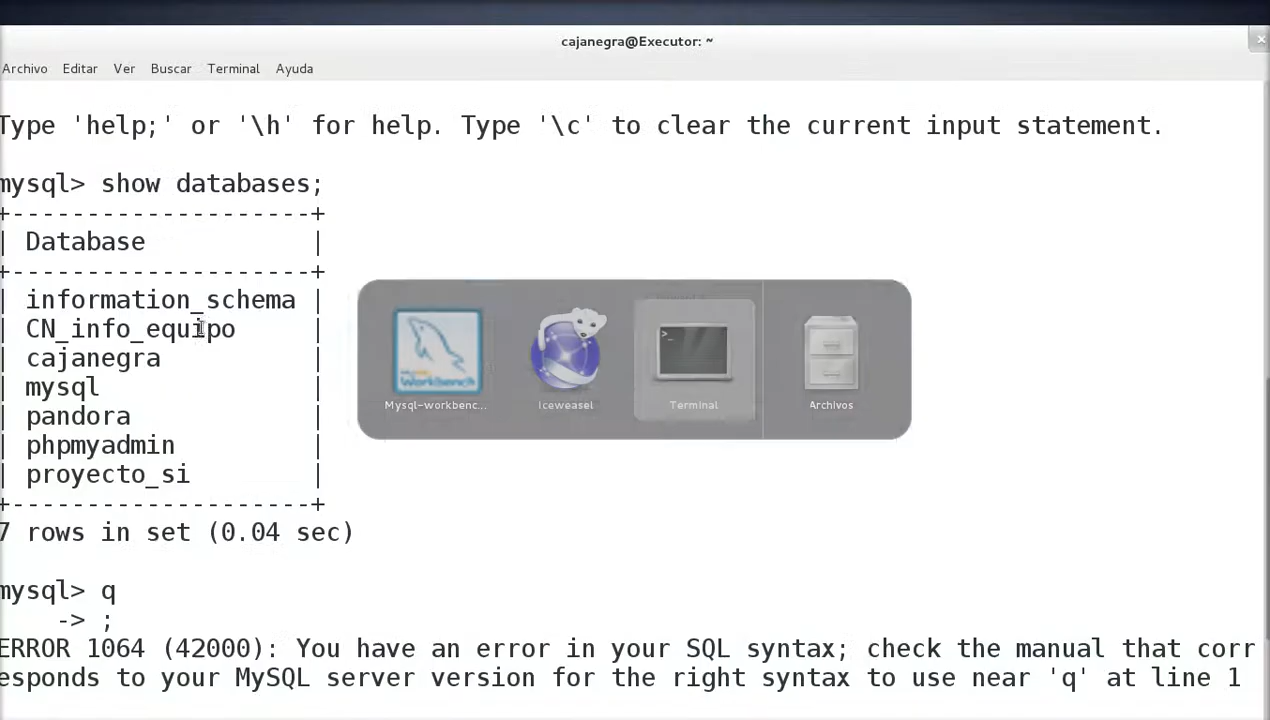 cajanegra@Executor: ~
Archivo Editar Ver Buscar Terminal Ayuda
Type 'help;' or '\h' for help. Type '\c' to clear the current input statement.
mysql> show databases;
+--------------------+
| Database |
+--------------------+
| information_schema |
| CN_info_equipo |
| cajanegra |
| mysql |
| pandora |
| phpmyadmin |
| proyecto_si |
+--------------------+
7 rows in set (0.04 sec)
mysql> q
-> ;
ERROR 1064 (42000): You have an error in your SQL syntax; check the manual that corr
esponds to your MySQL server version for the right syntax to use near 'q' at line 1
WorkBench
>_
Mysql-workbenc... Iceweasel Terminal Archivos